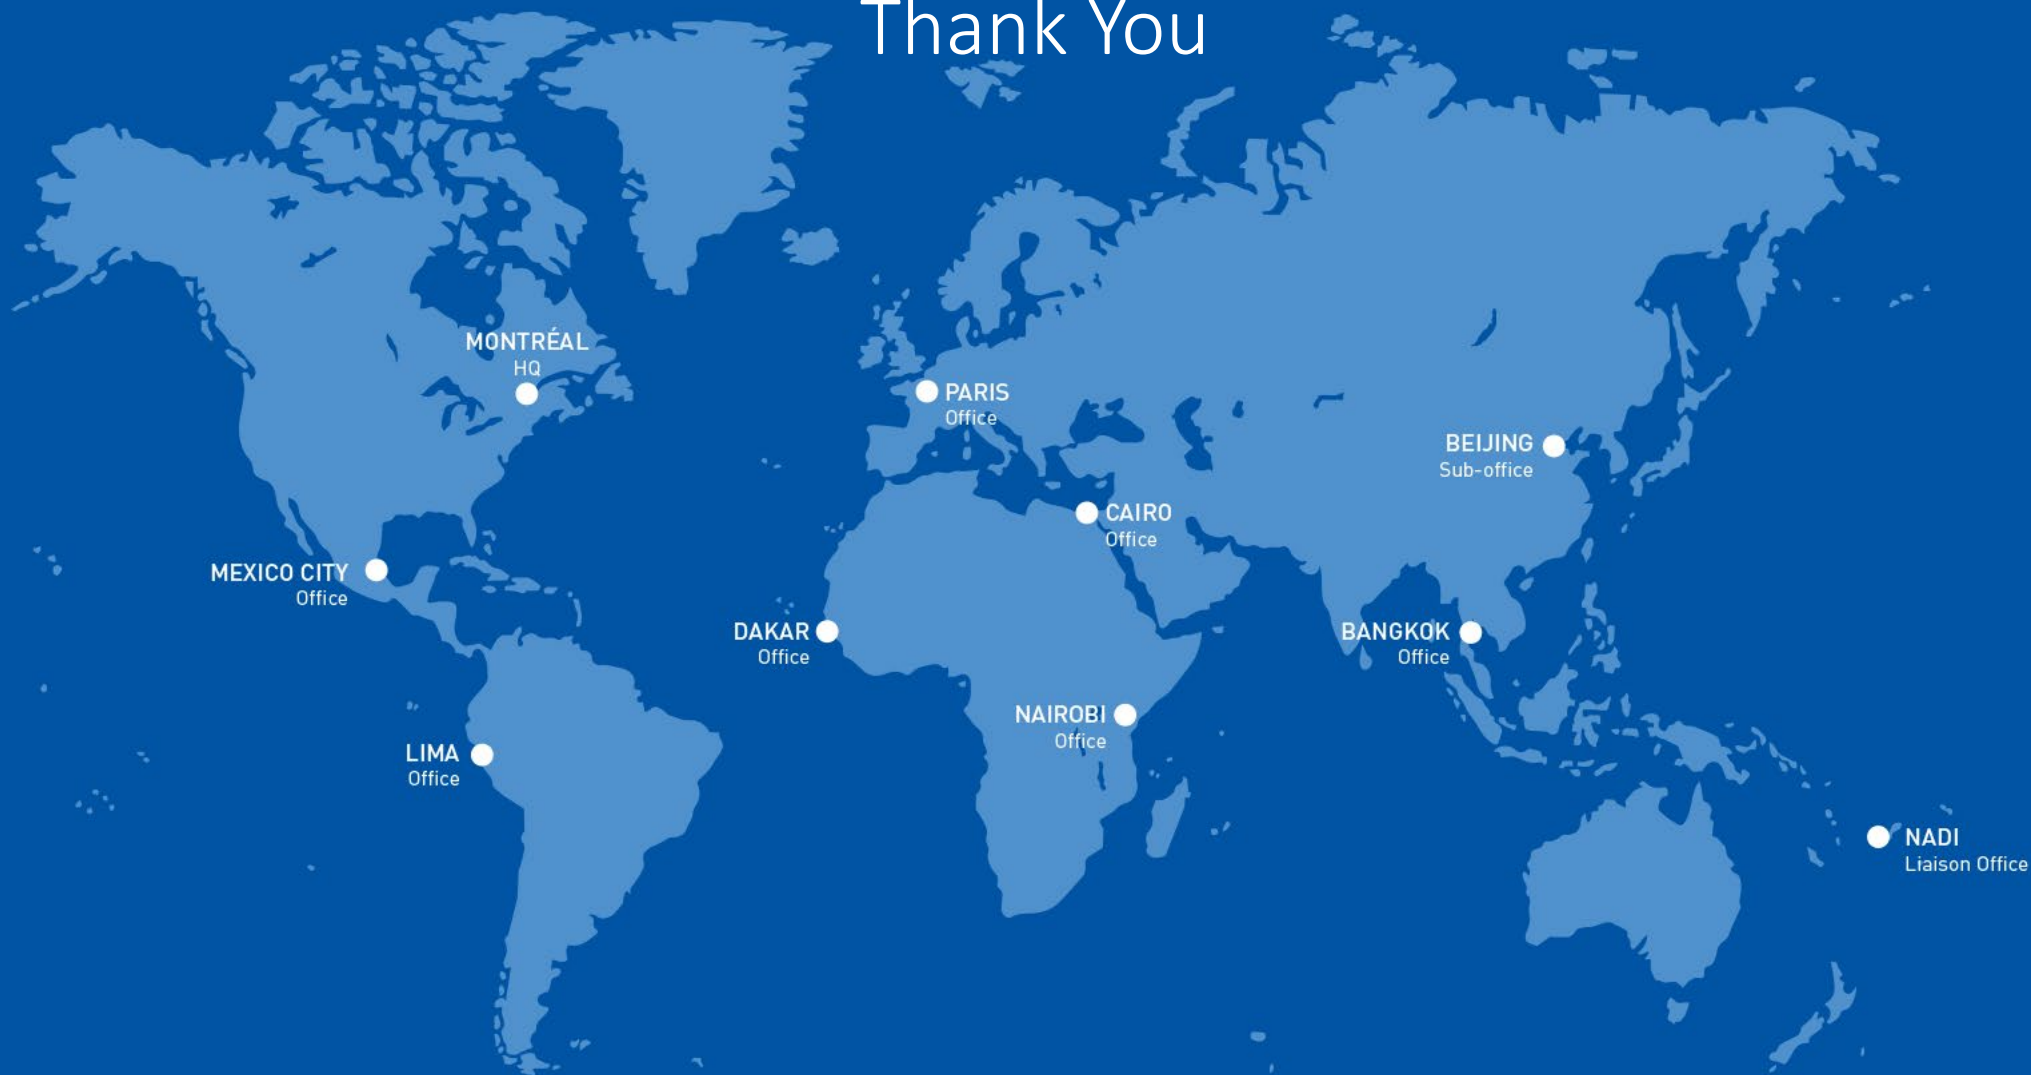 Thank You
MONTRÉAL
HQ
PARIS
Office
BEIJING
Sub-office
CAIRO
Office
MEXICO CITY
Office
DAKAR
Office
BANGKOK
Office
NAIROBI
Office
LIMA
Office
NADI
Liaison Office